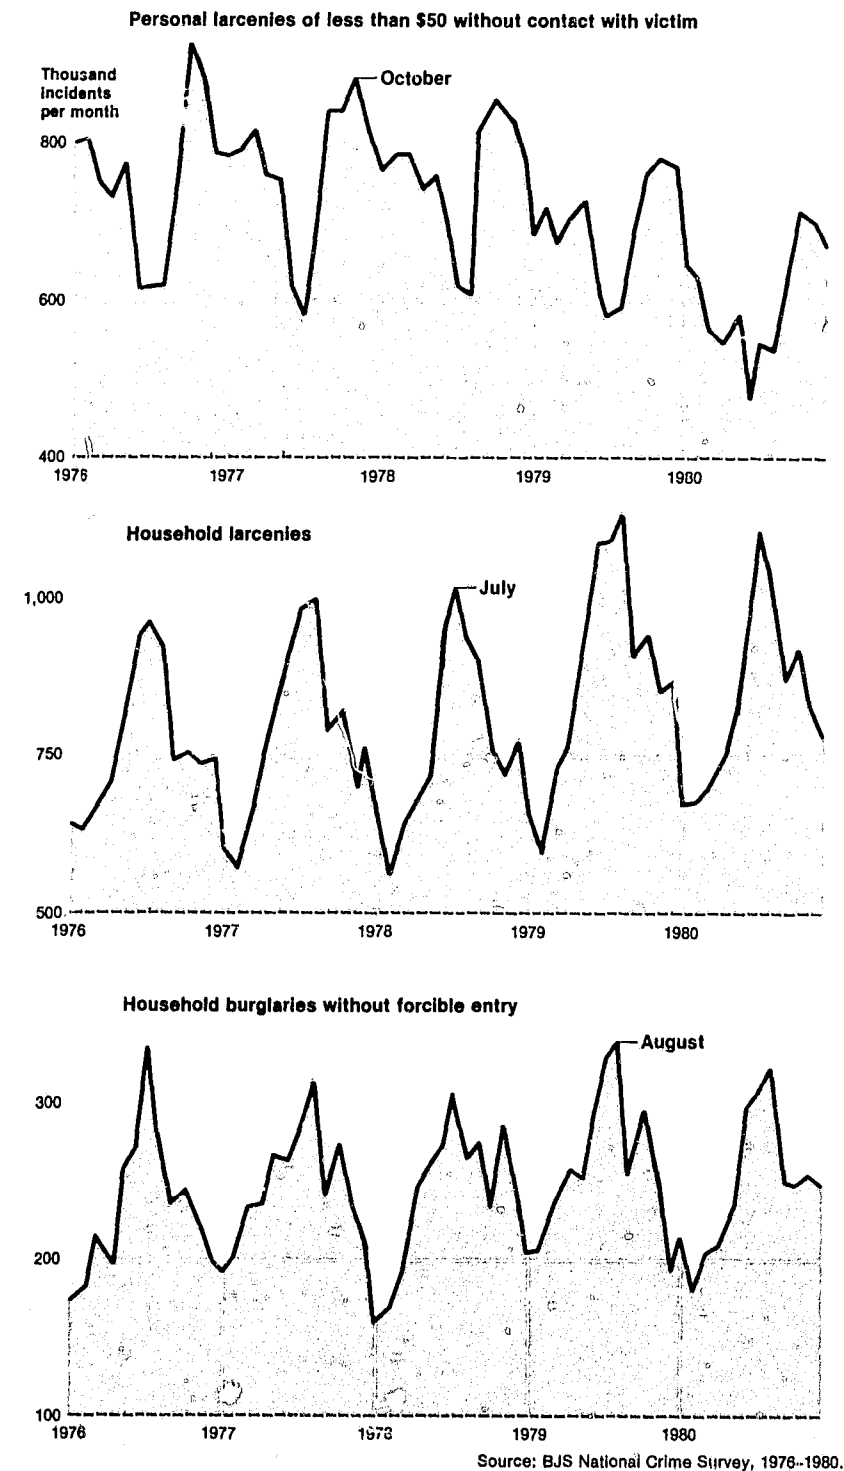 Personal larcenies of less than $50 without contact with victim
Thousand
incidents
per month
October
800
600
400
1976 1977 1978 1979 1980
Household larcenies
July
1,000
750
500
1976 1977 1978 1979 1980
Household burglaries without forcible entry
August
300
200
100
1976 1977 1978 1979 1980
Source: BJS National Crime Survey, 1976-1980.